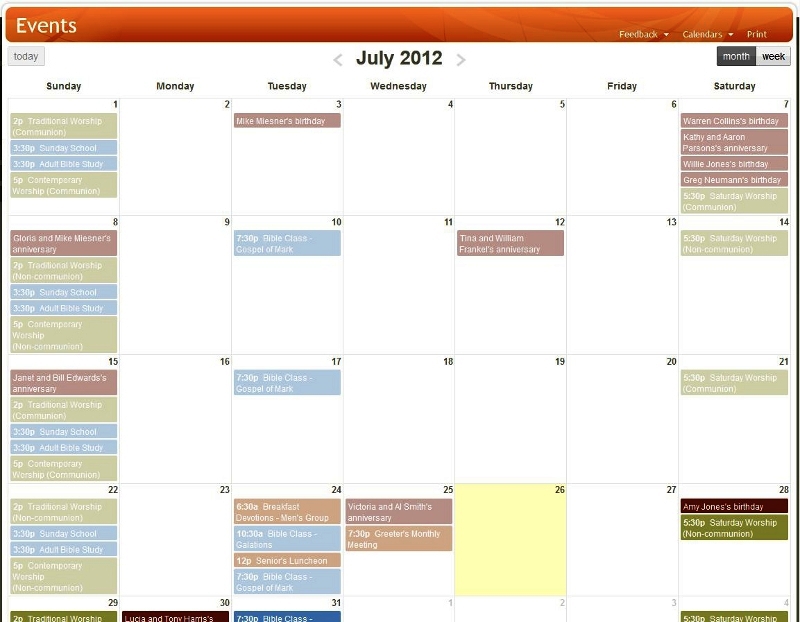 Events
Feedback Calendars Print
today
< July 2012 >
month week
Sunday Monday Tuesday Wednesday Thursday Friday Saturday
1 2 3 4 5 6 7
2p Traditional Worship
(Communion)
3:30p Sunday School
3:30p Adult Bible Study
5p Contemporary
Worship (Communion)
Mike Miesner's birthday
Warren Collins's birthday
Kathy and Aaron
Parsons's anniversary
Willie Jones's birthday
Greg Neumann's birthday
5:30p Saturday Worship
(Communion)
8 9 10 11 12 13 14
Gloria and Mike Miesner's
anniversary
2p Traditional Worship
(Non-communion)
3:30p Sunday School
3:30p Adult Bible Study
5p Contemporary
Worship
(Non-communion)
7:30p Bible Class -
Gospel of Mark
Tina and William
Frankel's anniversary
5:30p Saturday Worship
(Non-communion)
15 16 17 18 19 20 21
Janet and Bill Edwards's
anniversary
2p Traditional Worship
(Communion)
3:30p Sunday School
3:30p Adult Bible Study
5p Contemporary
Worship (Communion)
7:30p Bible Class -
Gospel of Mark
5:30p Saturday Worship
(Communion)
22 23 24 25 26 27 28
2p Traditional Worship
(Non-communion)
3:30p Sunday School
3:30p Adult Bible Study
5p Contemporary
Worship
(Non-communion)
6:30a Breakfast
Devotions - Men's Group
10:30a Bible Class -
Galations
12p Senior's Luncheon
7:30p Bible Class -
Gospel of Mark
Victoria and Al Smith's
anniversary
7:30p Greeter's Monthly
Meeting
Amy Jones's birthday
5:30p Saturday Worship
(Non-communion)
29 30 31 1 2 3 4
2p Traditional Worship
Lucia and Tony Harris's
7:30p Bible Class -
5:30p Saturday Worship